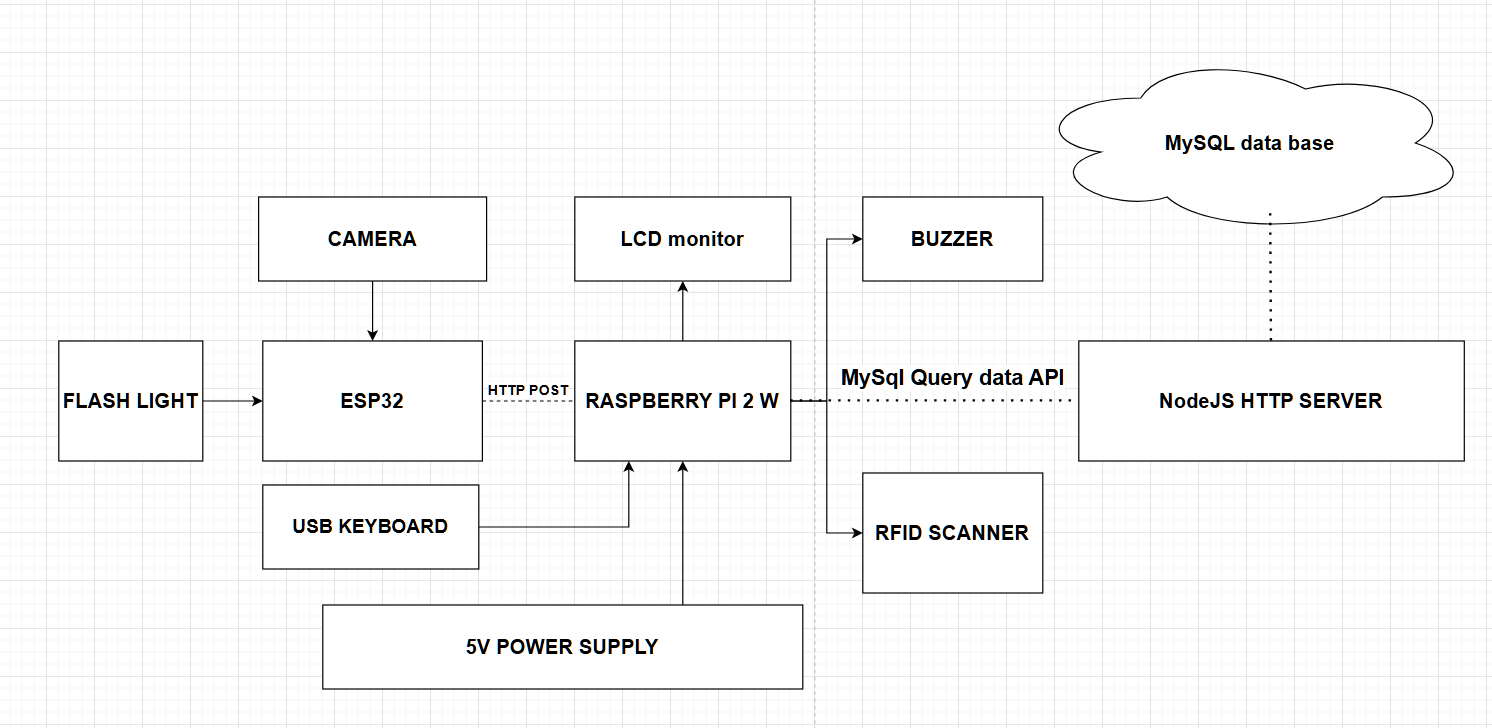 MySQL data base
CAMERA
LCD monitor
BUZZER
FLASH LIGHT
ESP32
HTTP POST
RASPBERRY PI 2 W
MySql Query data API
NodeJS HTTP SERVER
USB KEYBOARD
RFID SCANNER
5V POWER SUPPLY